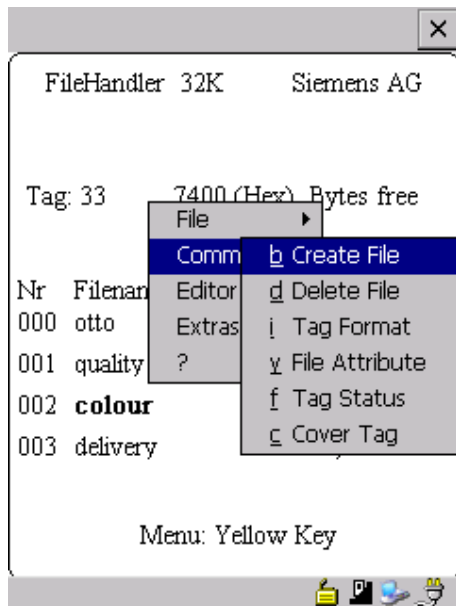 FileHandler 32K Siemens AG
Tag: 33 7400 (Hex) Bytes free
File
Comm
b Create File
Nr Filenan
Editor
d Delete File
000 otto
Extras
i Tag Format
001 quality
?
y File Attribute
002 colour
f Tag Status
003 delivery
c Cover Tag
Menu: Yellow Key